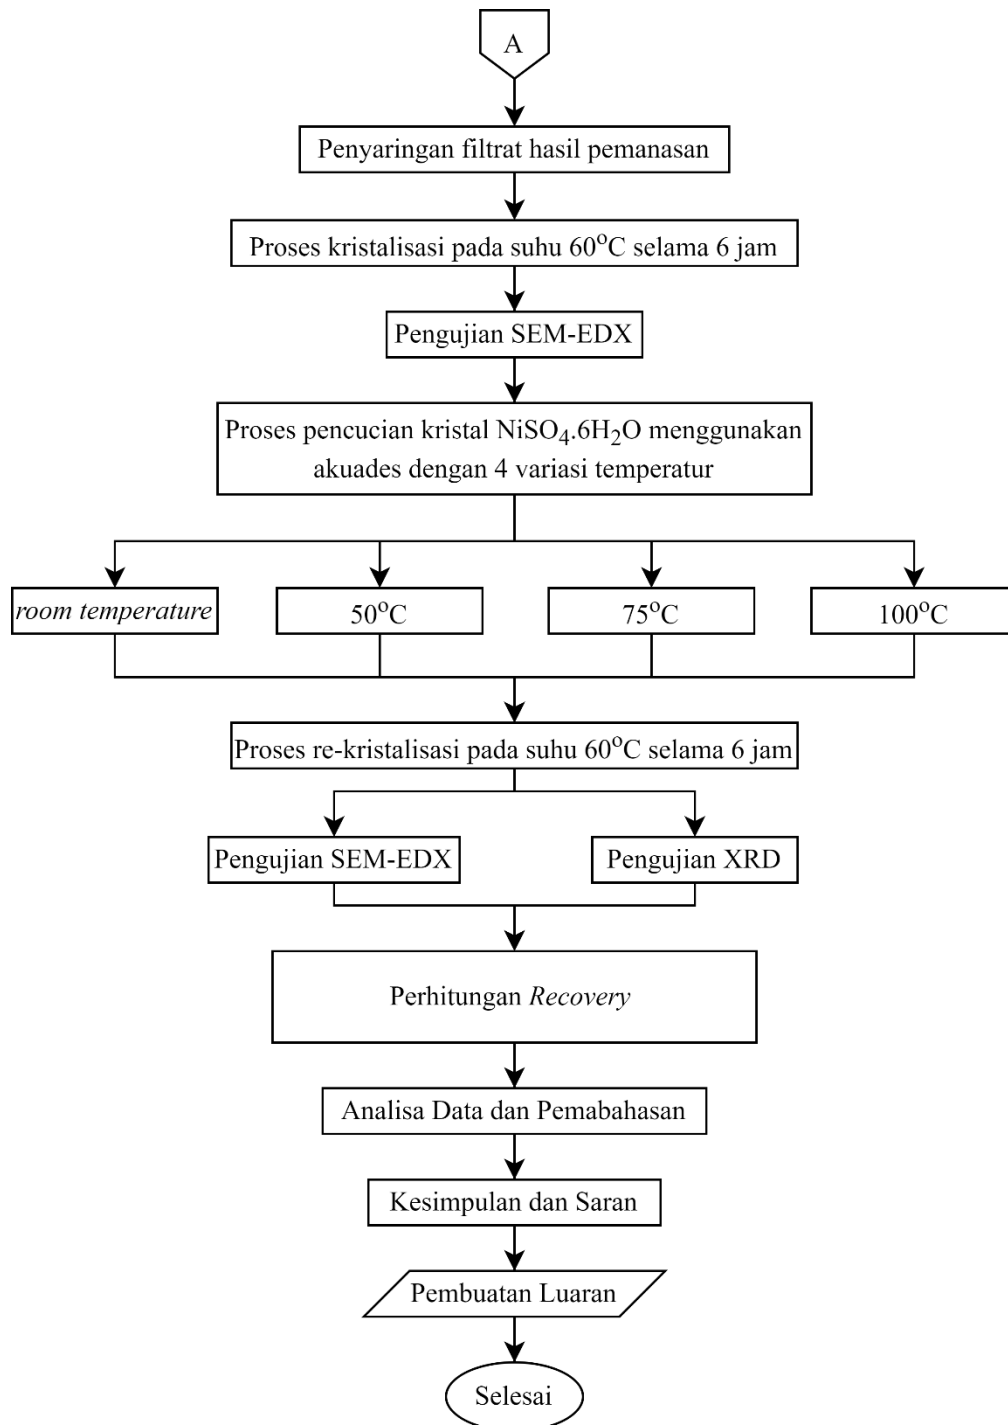 A
Penyaringan filtrat hasil pemanasan
Proses kristalisasi pada suhu 60°C selama 6 jam
Pengujian SEM-EDX
Proses pencucian kristal NiSO₄.6H₂O menggunakan
akuades dengan 4 variasi temperatur
room temperature
50°C
75°C
100°C
Proses re-kristalisasi pada suhu 60°C selama 6 jam
Pengujian SEM-EDX
Pengujian XRD
Perhitungan Recovery
Analisa Data dan Pemabahasan
Kesimpulan dan Saran
Pembuatan Luaran
Selesai